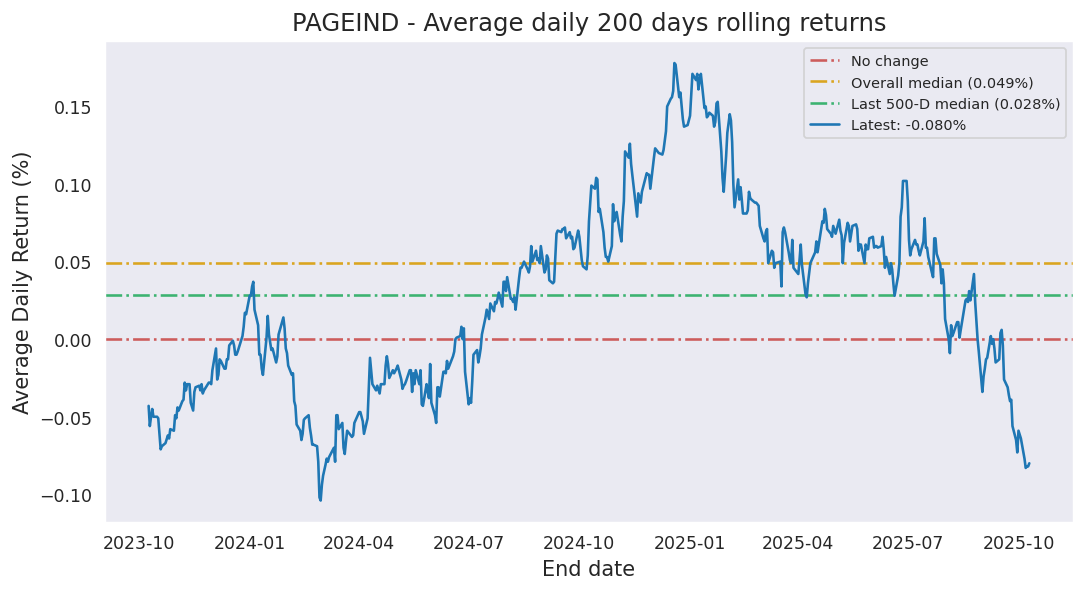 PAGEIND - Average daily 200 days rolling returns
No change
Overall median (0.049%)
Last 500-D median (0.028%)
Latest: -0.080%
Average Daily Return (%)
0.15
0.10
0.05
0.00
−0.05
−0.10
2023-10 2024-01 2024-04 2024-07 2024-10 2025-01 2025-04 2025-07 2025-10
End date